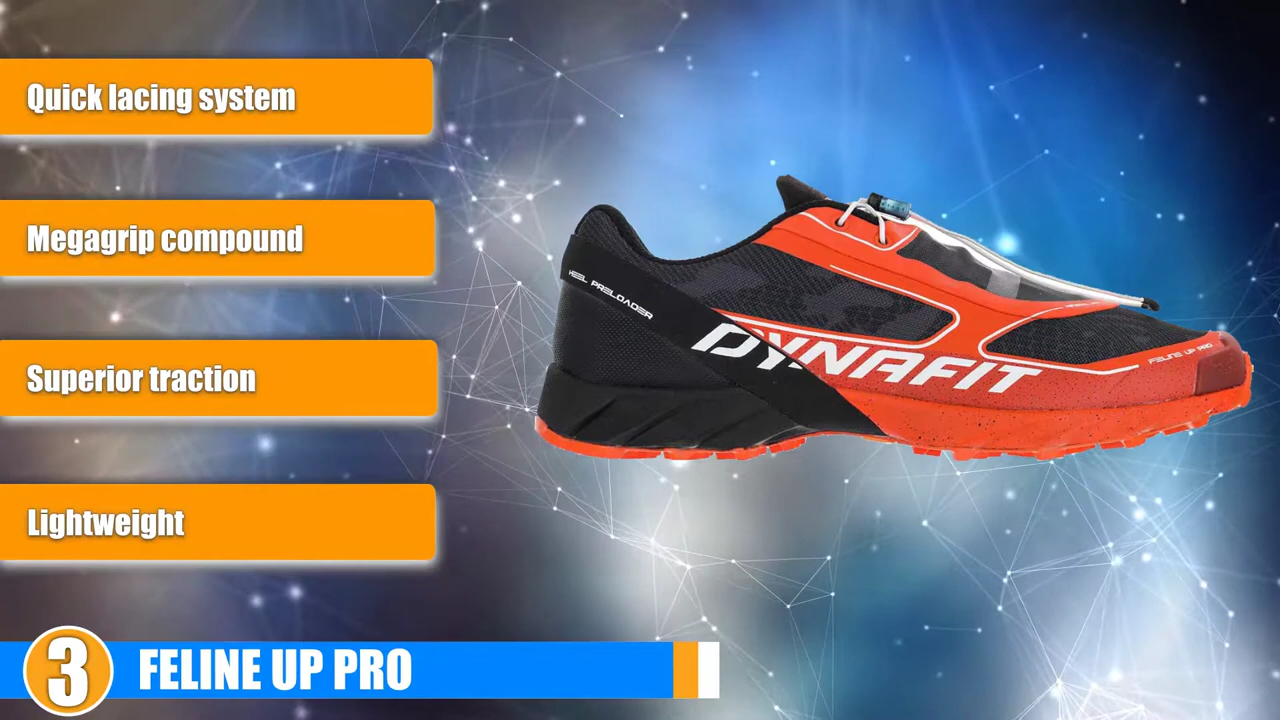 Quick lacing system
Megagrip compound
Superior traction
Lightweight
HEEL PRELOADER
DYNAFIT
FELINE UP PRO
3 FELINE UP PRO